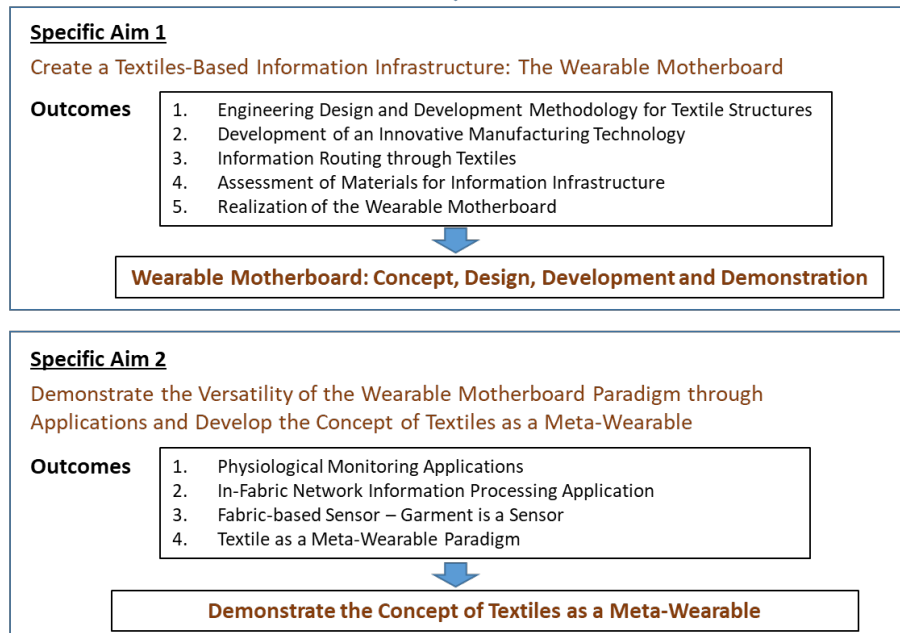 Specific Aim 1
Create a Textiles-Based Information Infrastructure: The Wearable Motherboard
Outcomes
1. Engineering Design and Development Methodology for Textile Structures
2. Development of an Innovative Manufacturing Technology
3. Information Routing through Textiles
4. Assessment of Materials for Information Infrastructure
5. Realization of the Wearable Motherboard
Wearable Motherboard: Concept, Design, Development and Demonstration
Specific Aim 2
Demonstrate the Versatility of the Wearable Motherboard Paradigm through
Applications and Develop the Concept of Textiles as a Meta-Wearable
Outcomes
1. Physiological Monitoring Applications
2. In-Fabric Network Information Processing Application
3. Fabric-based Sensor – Garment is a Sensor
4. Textile as a Meta-Wearable Paradigm
Demonstrate the Concept of Textiles as a Meta-Wearable